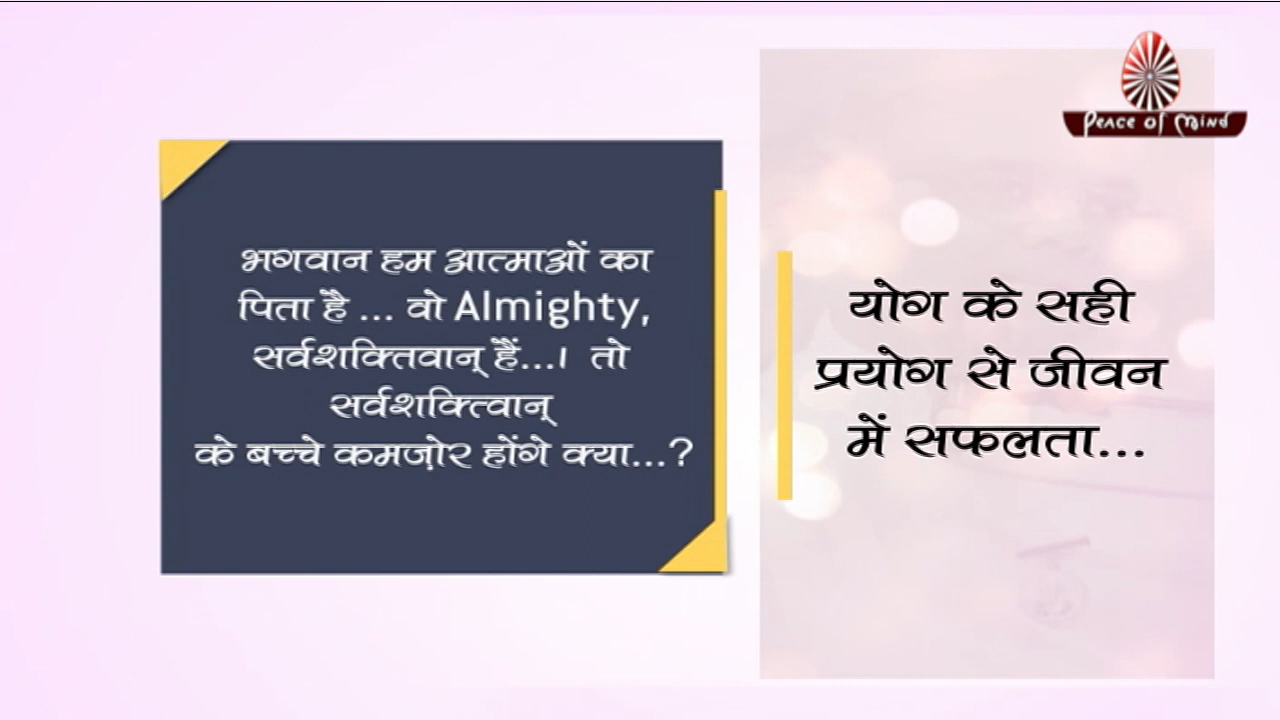 भगवान हम आत्माओं का
पिता है ... वो Almighty,
सर्वशक्तिवान् हैं...। तो
सर्वशक्त्विान्
के बच्चे कमज़ोर होंगे क्या...?
योग के सही
प्रयोग से जीवन
में सफलता...
Peace of Mind